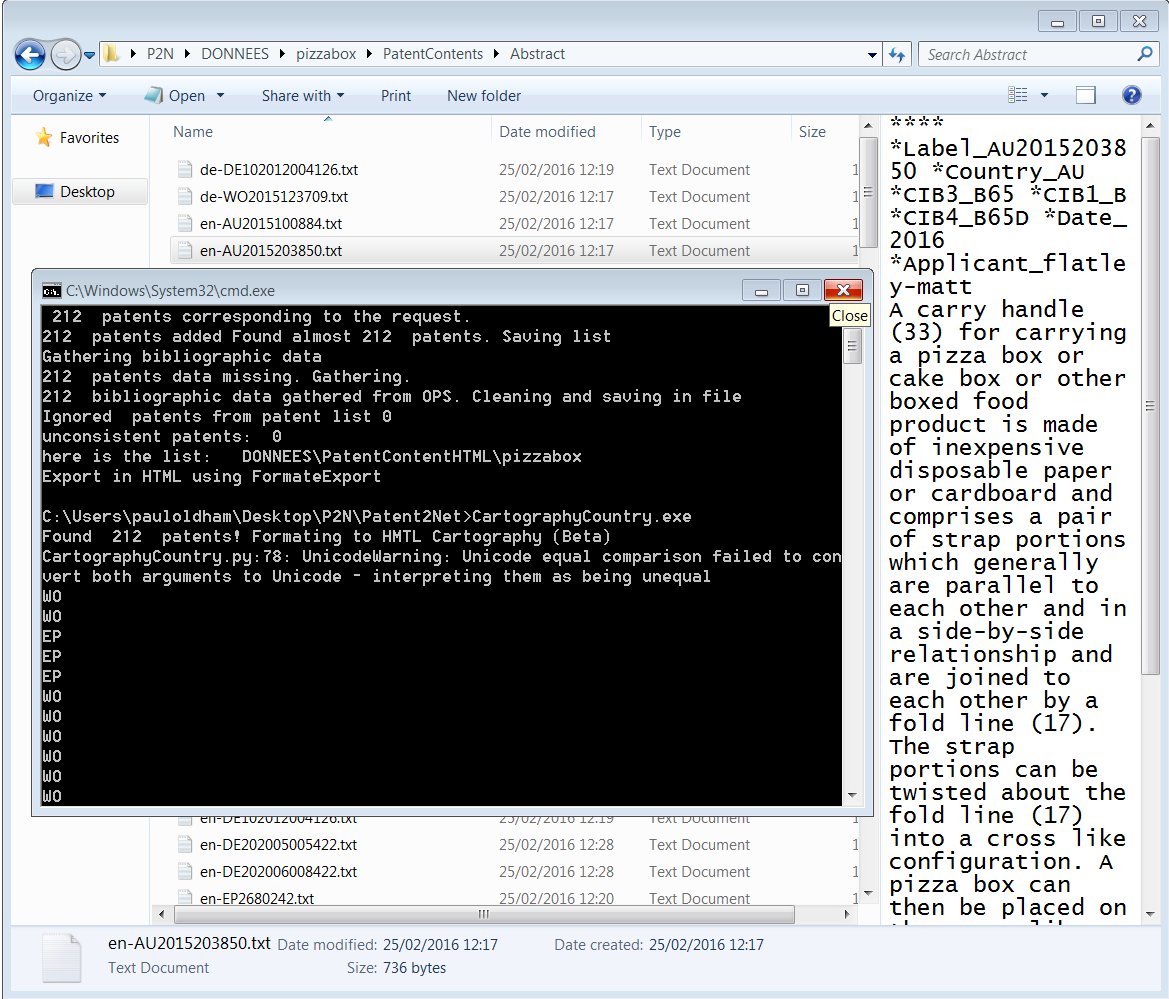 P2N DONNEES pizzabox PatentContents Abstract
Search Abstract
Organize Open Share with Print New folder
Favorites
Desktop
Name Date modified Type Size
de-DE102012004126.txt 25/02/2016 12:19 Text Document 1
de-WO2015123709.txt 25/02/2016 12:17 Text Document 1
en-AU2015100884.txt 25/02/2016 12:17 Text Document 1
en-AU2015203850.txt 25/02/2016 12:17 Text Document 1
C:\Windows\System32\cmd.exe
Close
212 patents corresponding to the request.
212 patents added Found almost 212 patents. Saving list
Gathering bibliographic data
212 patents data missing. Gathering.
212 bibliographic data gathered from OPS. Cleaning and saving in file
Ignored patents from patent list 0
unconsistent patents: 0
here is the list: DONNEES\PatentContentHTML\pizzabox
Export in HTML using FormateExport
C:\Users\pauloldham\Desktop\P2N\Patent2Net>CartographyCountry.exe
Found 212 patents! Formating to HMTL Cartography (Beta)
CartographyCountry.py:78: UnicodeWarning: Unicode equal comparison failed to con
vert both arguments to Unicode - interpreting them as being unequal
WO
WO
EP
EP
EP
WO
WO
WO
WO
WO
WO
en-DE102012004126.txt 25/02/2016 12:19 Text Document 1
en-DE202005005422.txt 25/02/2016 12:28 Text Document 1
en-DE202006008422.txt 25/02/2016 12:28 Text Document 1
en-EP2680242.txt 25/02/2016 12:20 Text Document 1
****
*Label_AU20152038
50 *Country_AU
*CIB3_B65 *CIB1_B
*CIB4_B65D *Date_
2016
*Applicant_flatle
y-matt
A carry handle
(33) for carrying
a pizza box or
cake box or other
boxed food
product is made
of inexpensive
disposable paper
or cardboard and
comprises a pair
of strap portions
which generally
are parallel to
each other and in
a side-by-side
relationship and
are joined to
each other by a
fold line (17).
The strap
portions can be
twisted about the
fold line (17)
into a cross like
configuration. A
pizza box can
then be placed on
en-AU2015203850.txt Date modified: 25/02/2016 12:17 Date created: 25/02/2016 12:17
Text Document Size: 736 bytes